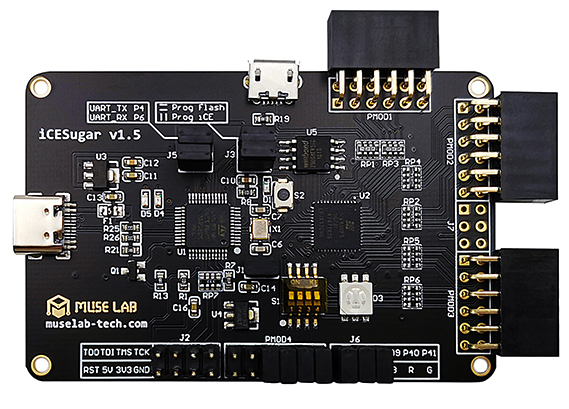 UART_TX P4
UART_RX P6
Prog flash
Prog iCE
R19
PMOD1
iCESugar v1.5
U5
J5
J3
U3
C12
C11
C13
F1
D5 D4
C10
R8
S2
RP1
RP3
RP4
PMOD2
RP2
U2
C7
X1
C6
J7
R25
R26
R21
Q1
U1
R7
J1
RP5
RP6
R13
R1
RP7
C14
S1
D3
PMOD3
C16
U4
MUSE LAB
muselab-tech.com
J2
PMOD4
J6
TDO TDI TMS TCK
P40 P41
RST 5V 3V3 GND
B R G